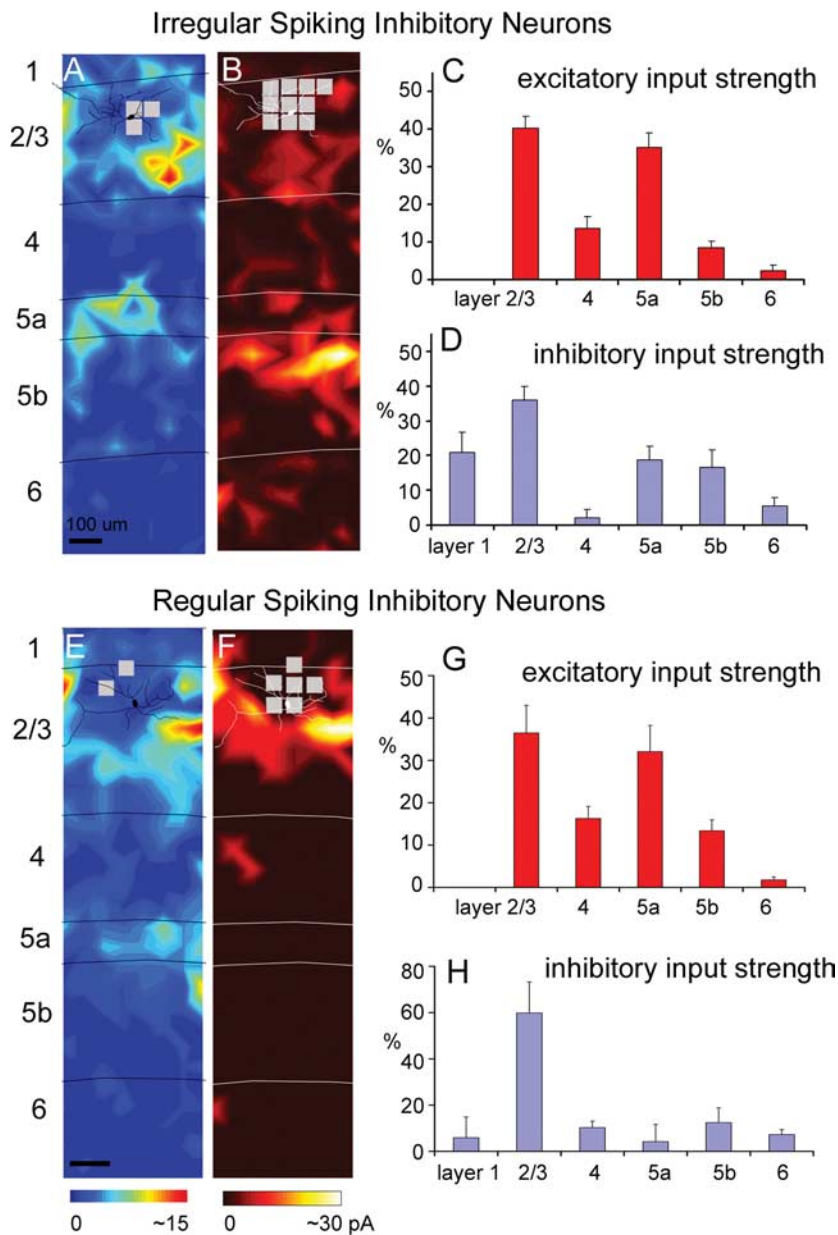 Irregular Spiking Inhibitory Neurons
1
2/3
4
5a
5b
6
A
100 um
B
C
excitatory input strength
%
50
40
30
20
10
0
layer 2/3 4 5a 5b 6
D
inhibitory input strength
%
50
40
30
20
10
0
layer 1 2/3 4 5a 5b 6
Regular Spiking Inhibitory Neurons
1
2/3
4
5a
5b
6
E
F
0 ~15
0 ~30 pA
G
excitatory input strength
%
50
36
30
20
10
0
layer 2/3 4 5a 5b 6
H
inhibitory input strength
%
80
60
40
20
0
layer 1 2/3 4 5a 5b 6